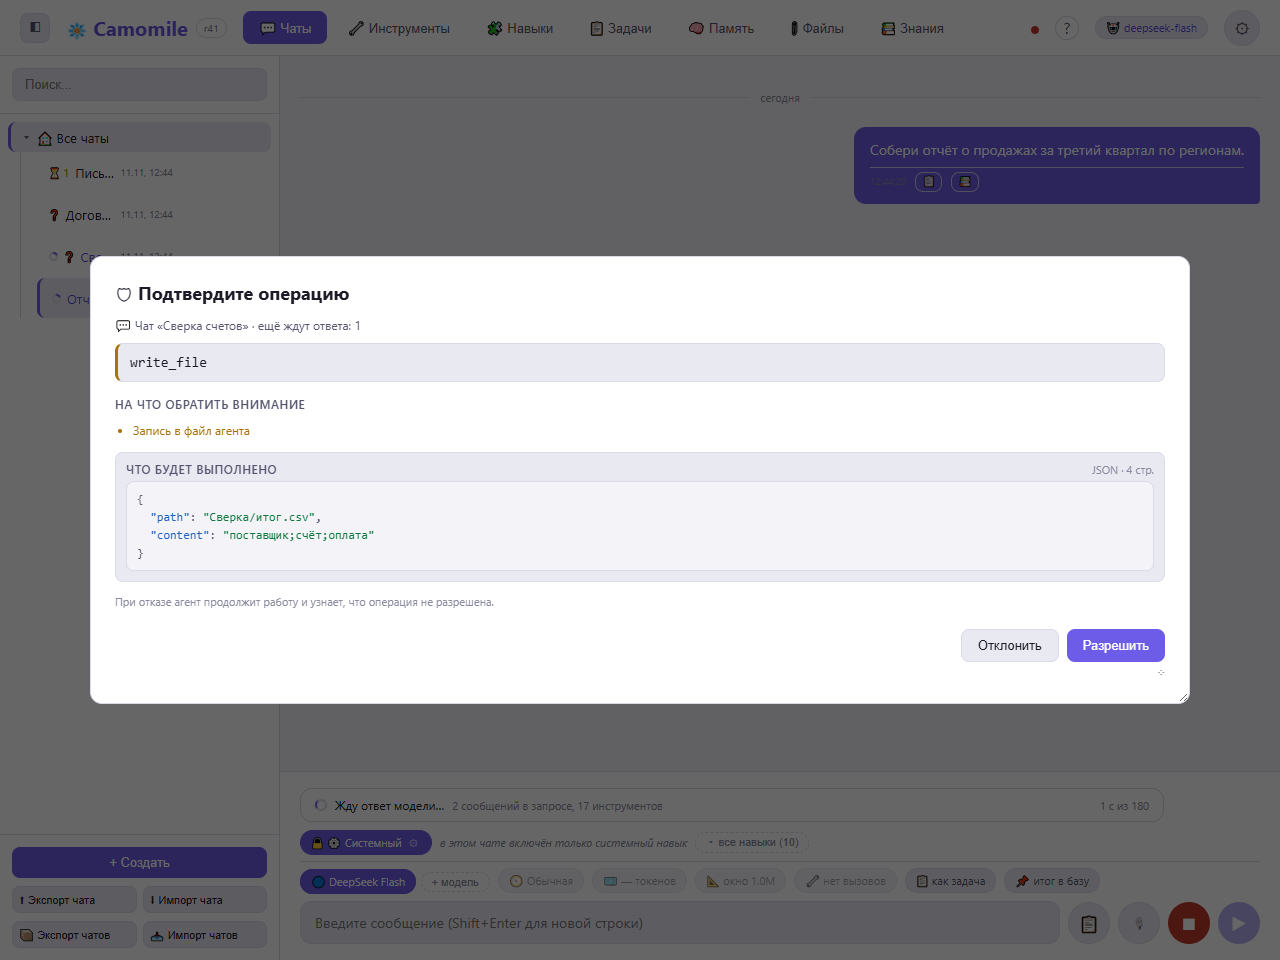 Camomile r41 Чаты Инструменты Навыки Задачи Память Файлы Знания ? deepseek-flash
Поиск...
Все чаты
1 Пись... 11.11, 12:44
Догов... 11.11, 12:44
сегодня
Собери отчёт о продажах за третий квартал по регионам.
Подтвердите операцию
Чат «Сверка счетов» · ещё ждут ответа: 1
write_file
НА ЧТО ОБРАТИТЬ ВНИМАНИЕ
• Запись в файл агента
ЧТО БУДЕТ ВЫПОЛНЕНО JSON · 4 стр.
{
"path": "Сверка/итог.csv",
"content": "поставщик;счёт;оплата"
}
При отказе агент продолжит работу и узнает, что операция не разрешена.
Отклонить Разрешить
Жду ответ модели... 2 сообщений в запросе, 17 инструментов 1 с из 180
Системный в этом чате включён только системный навык все навыки (10)
DeepSeek Flash + модель Обычная — токенов окно 1.0M нет вызовов как задача итог в базу
Введите сообщение (Shift+Enter для новой строки)
+ Создать
Экспорт чата Импорт чата
Экспорт чатов Импорт чатов